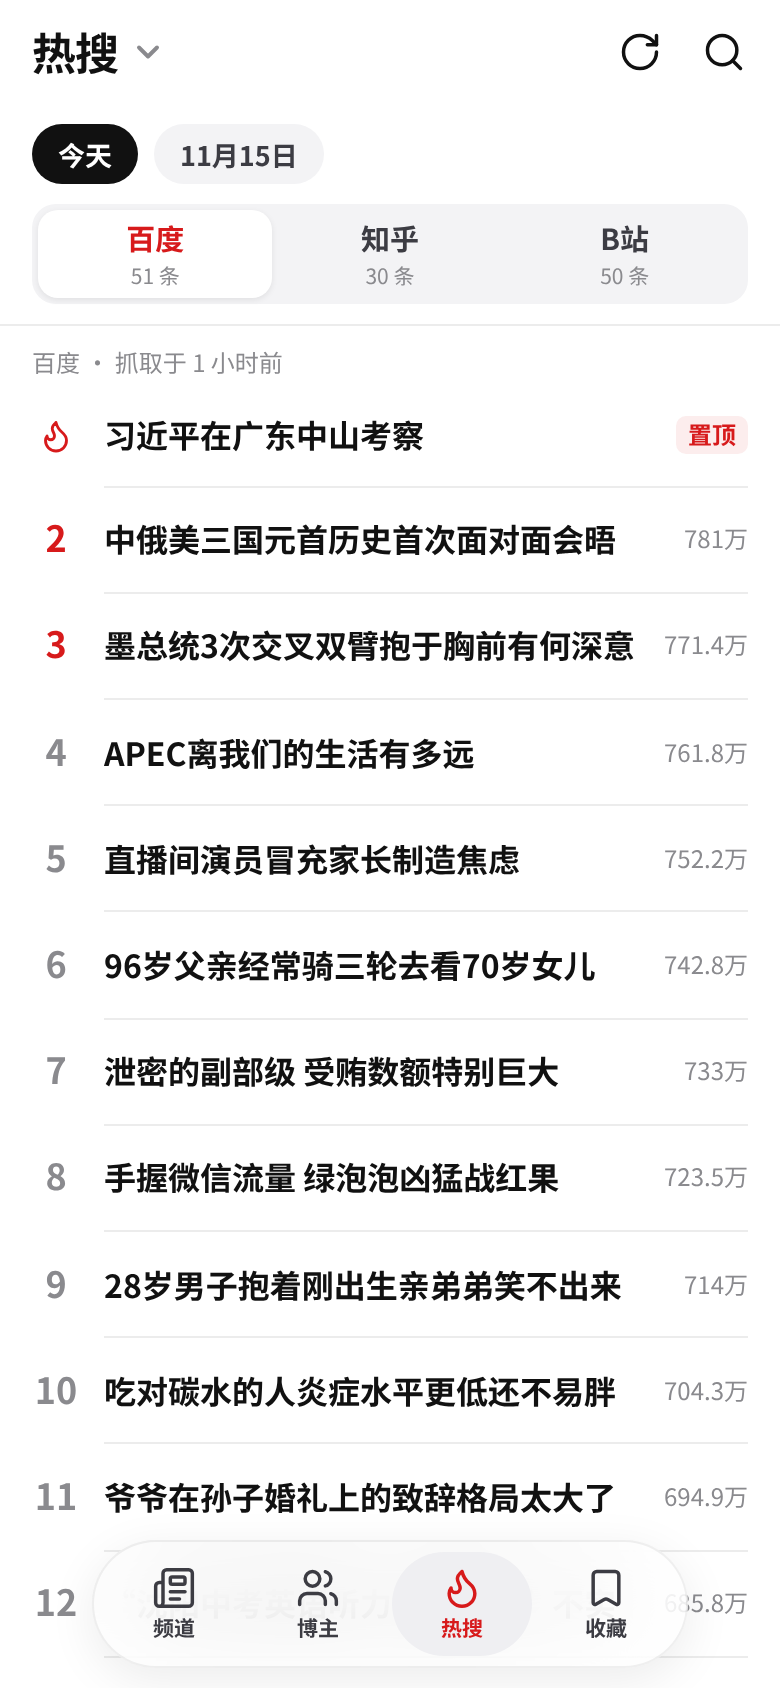 热搜
今天 11月15日
百度 知乎 B站
51 条 30 条 50 条
百度 · 抓取于 1 小时前
习近平在广东中山考察 置顶
2 中俄美三国元首历史首次面对面会晤 781万
3 墨总统3次交叉双臂抱于胸前有何深意 771.4万
4 APEC离我们的生活有多远 761.8万
5 直播间演员冒充家长制造焦虑 752.2万
6 96岁父亲经常骑三轮去看70岁女儿 742.8万
7 泄密的副部级 受贿数额特别巨大 733万
8 手握微信流量 绿泡泡凶猛战红果 723.5万
9 28岁男子抱着刚出生亲弟弟笑不出来 714万
10 吃对碳水的人炎症水平更低还不易胖 704.3万
11 爷爷在孙子婚礼上的致辞格局太大了 694.9万
12 中考英语听力 685.8万
频道 博主 热搜 收藏